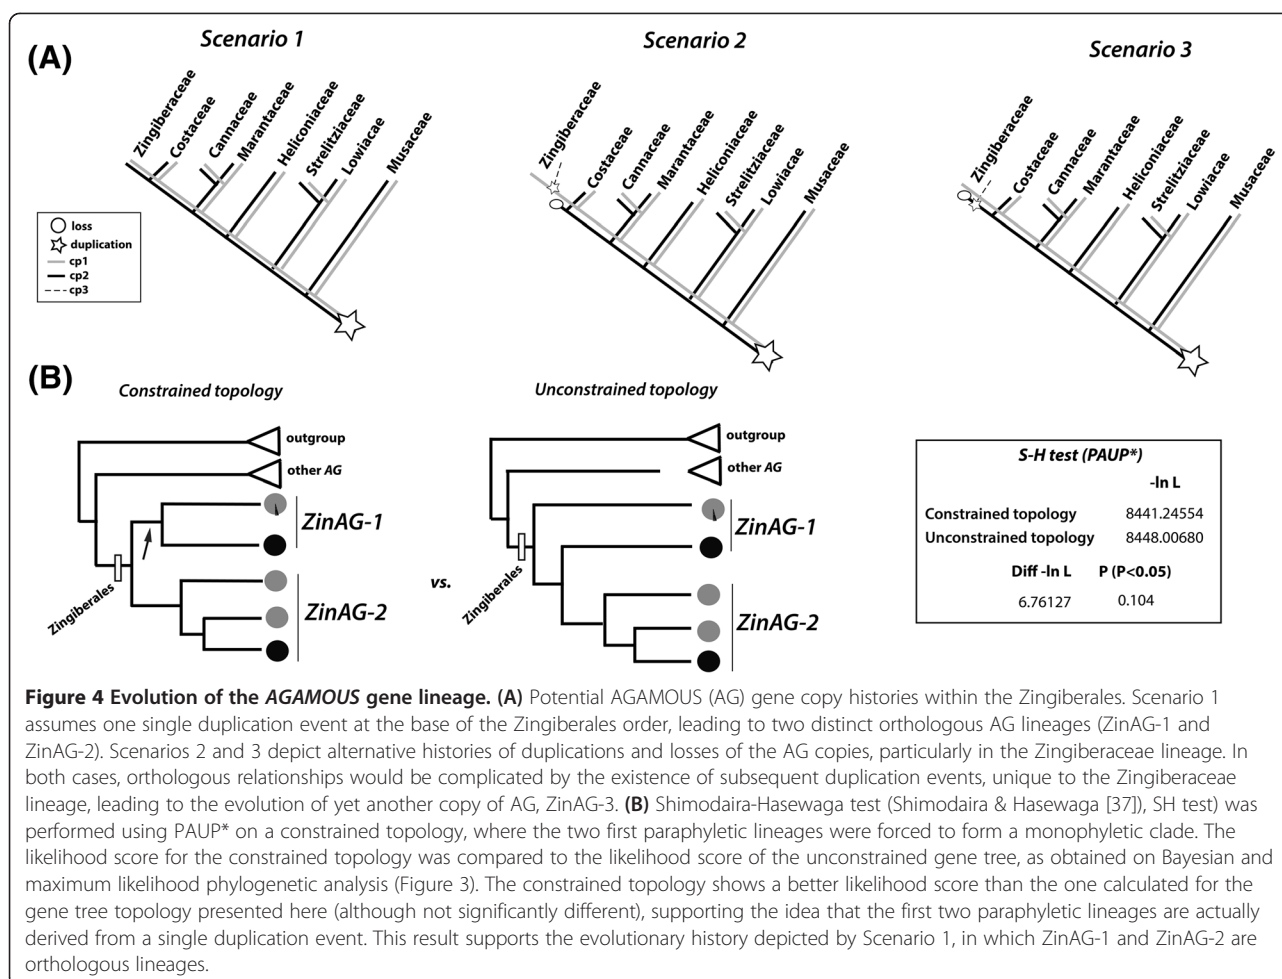 (A)
Scenario 1
Scenario 2
Scenario 3
Zingiberaceae
Costaceae
Cannaceae
Marantaceae
Heliconiaceae
Strelitziaceae
Lowiacae
Musaceae
Zingiberaceae
Costaceae
Cannaceae
Marantaceae
Heliconiaceae
Strelitziaceae
Lowiacae
Musaceae
Zingiberaceae
Costaceae
Cannaceae
Marantaceae
Heliconiaceae
Strelitziaceae
Lowiacae
Musaceae
loss
duplication
cp1
cp2
cp3
(B)
Constrained topology
outgroup
other AG
ZinAG-1
ZinAG-2
Zingiberales
vs.
Unconstrained topology
outgroup
other AG
ZinAG-1
ZinAG-2
Zingiberales
S-H test (PAUP*)
-ln L
Constrained topology 8441.24554
Unconstrained topology 8448.00680
Diff -ln L P (P<0.05)
6.76127 0.104
Figure 4 Evolution of the AGAMOUS gene lineage. (A) Potential AGAMOUS (AG) gene copy histories within the Zingiberales. Scenario 1
assumes one single duplication event at the base of the Zingiberales order, leading to two distinct orthologous AG lineages (ZinAG-1 and
ZinAG-2). Scenarios 2 and 3 depict alternative histories of duplications and losses of the AG copies, particularly in the Zingiberaceae lineage. In
both cases, orthologous relationships would be complicated by the existence of subsequent duplication events, unique to the Zingiberaceae
lineage, leading to the evolution of yet another copy of AG, ZinAG-3. (B) Shimodaira-Hasewaga test (Shimodaira & Hasewaga [37]), SH test) was
performed using PAUP* on a constrained topology, where the two first paraphyletic lineages were forced to form a monophyletic clade. The
likelihood score for the constrained topology was compared to the likelihood score of the unconstrained gene tree, as obtained on Bayesian and
maximum likelihood phylogenetic analysis (Figure 3). The constrained topology shows a better likelihood score than the one calculated for the
gene tree topology presented here (although not significantly different), supporting the idea that the first two paraphyletic lineages are actually
derived from a single duplication event. This result supports the evolutionary history depicted by Scenario 1, in which ZinAG-1 and ZinAG-2 are
orthologous lineages.